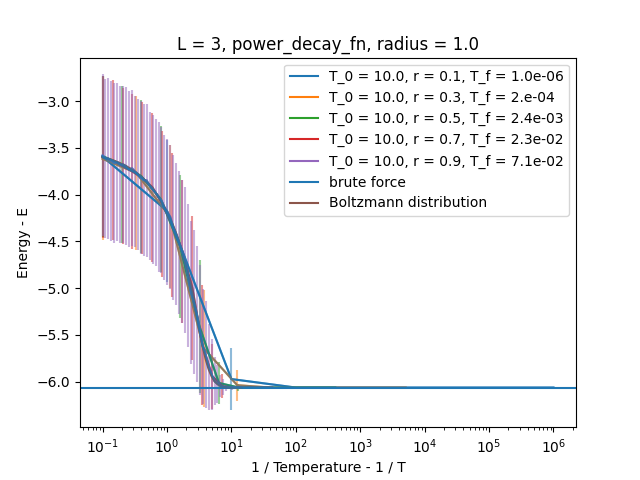 L = 3, power_decay_fn, radius = 1.0
T_0 = 10.0, r = 0.1, T_f = 1.0e-06
T_0 = 10.0, r = 0.3, T_f = 2.e-04
T_0 = 10.0, r = 0.5, T_f = 2.4e-03
T_0 = 10.0, r = 0.7, T_f = 2.3e-02
T_0 = 10.0, r = 0.9, T_f = 7.1e-02
brute force
Boltzmann distribution
Energy - E
−3.0
−3.5
−4.0
−4.5
−5.0
−5.5
−6.0
10⁻¹ 10⁰ 10¹ 10² 10³ 10⁴ 10⁵ 10⁶
1 / Temperature - 1 / T